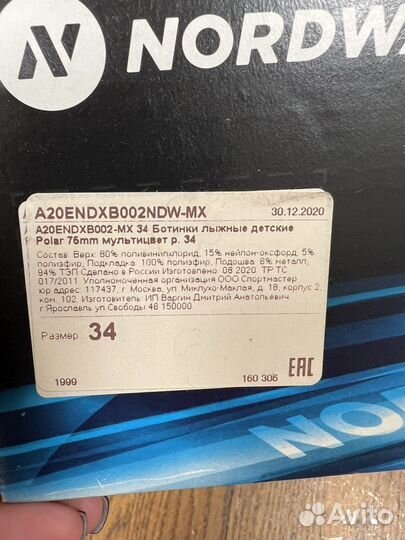 NORDWA
A20ENDXB002NDW-MX 30.12.2020
A20ENDXB002-MX 34 Ботинки лыжные детские
Polar 75mm мультицвет р. 34
Состав: Верх: 80% поливинилхлорид, 15% нейлон-оксфорд, 5%
полиэфир, Подкладка: 100% полиэфир, Подошва: 6% металл,
94% ТЭП Сделано в России Изготовлено: 08.2020. ТР ТС
017/2011. Уполномоченная организация ООО Спортмастер
юр.адрес: 117437, г. Москва, ул. Миклухо-Маклая, д. 18, корпус 2,
ком. 102. Изготовитель: ИП Варгин Дмитрий Анатольевич
г.Ярославль ул.Свободы 46 150000
Размер: 34
1999 160 306 EAC
NORD
Avito